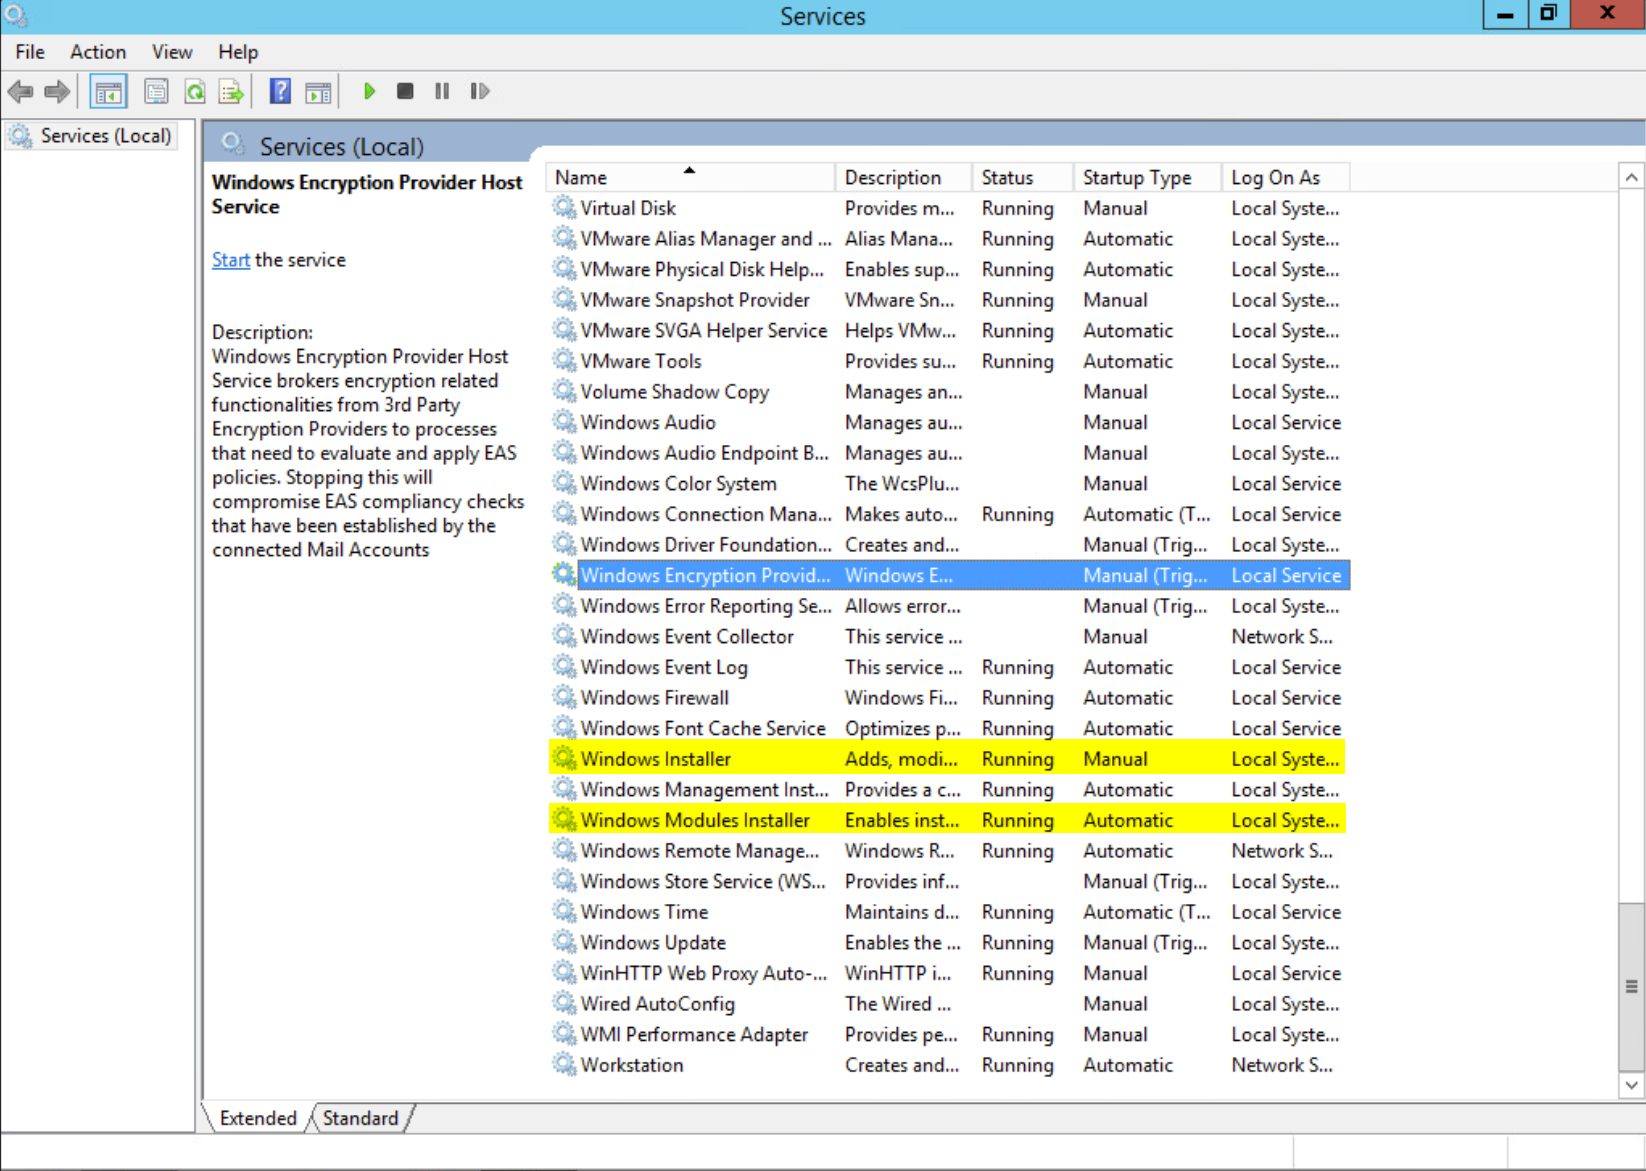 Services
File Action View Help
Services (Local)
Services (Local)
Windows Encryption Provider Host
Service
Start the service
Description:
Windows Encryption Provider Host
Service brokers encryption related
functionalities from 3rd Party
Encryption Providers to processes
that need to evaluate and apply EAS
policies. Stopping this will
compromise EAS compliancy checks
that have been established by the
connected Mail Accounts
Name Description Status Startup Type Log On As
Virtual Disk Provides m... Running Manual Local Syste...
VMware Alias Manager and ... Alias Mana... Running Automatic Local Syste...
VMware Physical Disk Help... Enables sup... Running Automatic Local Syste...
VMware Snapshot Provider VMware Sn... Running Manual Local Syste...
VMware SVGA Helper Service Helps VMw... Running Automatic Local Syste...
VMware Tools Provides su... Running Automatic Local Syste...
Volume Shadow Copy Manages an... Manual Local Syste...
Windows Audio Manages au... Manual Local Service
Windows Audio Endpoint B... Manages au... Manual Local Syste...
Windows Color System The WcsPlu... Manual Local Service
Windows Connection Mana... Makes auto... Running Automatic (T... Local Service
Windows Driver Foundation... Creates and... Manual (Trig... Local Syste...
Windows Encryption Provid... Windows E... Manual (Trig... Local Service
Windows Error Reporting Se... Allows error... Manual (Trig... Local Syste...
Windows Event Collector This service ... Manual Network S...
Windows Event Log This service ... Running Automatic Local Service
Windows Firewall Windows Fi... Running Automatic Local Service
Windows Font Cache Service Optimizes p... Running Automatic Local Service
Windows Installer Adds, modi... Running Manual Local Syste...
Windows Management Inst... Provides a c... Running Automatic Local Syste...
Windows Modules Installer Enables inst... Running Automatic Local Syste...
Windows Remote Manage... Windows R... Running Automatic Network S...
Windows Store Service (WS... Provides inf... Manual (Trig... Local Syste...
Windows Time Maintains d... Running Automatic (T... Local Service
Windows Update Enables the ... Running Manual (Trig... Local Syste...
WinHTTP Web Proxy Auto-... WinHTTP i... Running Manual Local Service
Wired AutoConfig The Wired ... Manual Local Syste...
WMI Performance Adapter Provides pe... Running Manual Local Syste...
Workstation Creates and... Running Automatic Network S...
Extended Standard